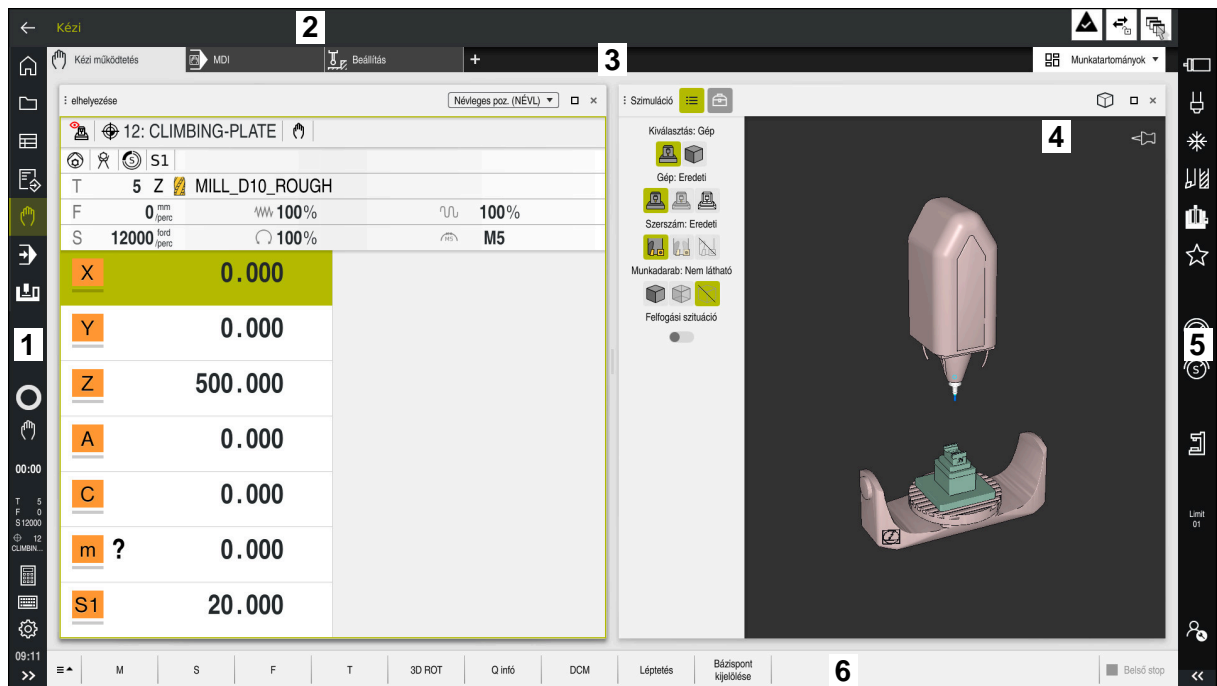 Kézi
2
Kézi működtetés
MDI
Beállítás
+
3
Munkatartományok
elhelyezése
Névleges poz. (NÉVL)
12: CLIMBING-PLATE
S1
T 5 Z MILL_D10_ROUGH
F 0 mm/perc 100% 100%
S 12000 ford/perc 100% M5
X 0.000
Y 0.000
Z 500.000
A 0.000
C 0.000
m ? 0.000
S1 20.000
Szimuláció
Kiválasztás: Gép
Gép: Eredeti
Szerszám: Eredeti
Munkadarab: Nem látható
Felfogási szituáció
4
1
00:00
T 5
F 0
S 12000
12
CLIMBIN...
09:11
5
Limit
01
M
S
F
T
3D ROT
Q infó
DCM
Léptetés
Bázispont
kijelölése
6
Belső stop